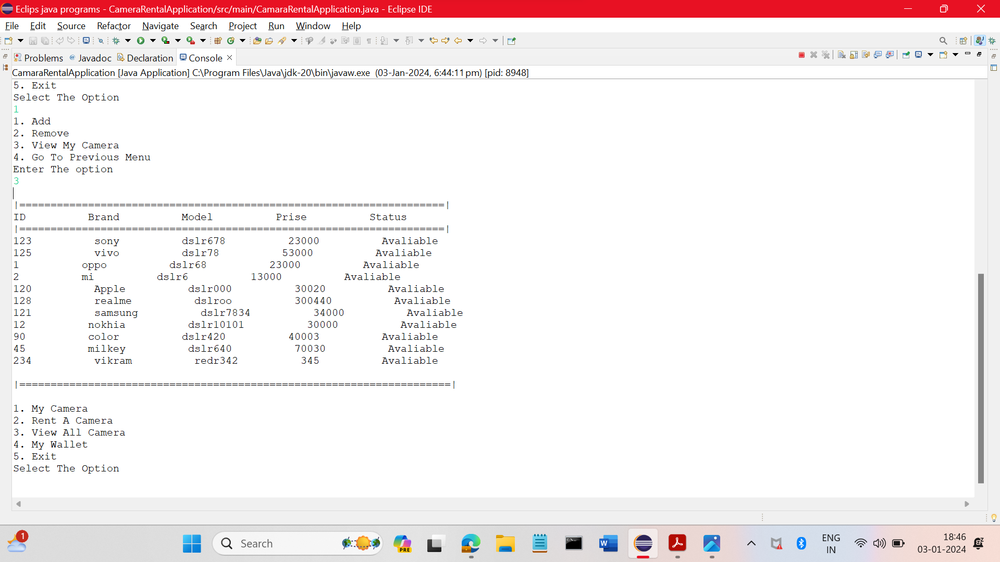 Eclips java programs - CameraRentalApplication/src/main/CamaraRentalApplication.java - Eclipse IDE
File Edit Source Refactor Navigate Search Project Run Window Help
Problems @ Javadoc Declaration Console
CamaraRentalApplication [Java Application] C:\Program Files\Java\jdk-20\bin\javaw.exe (03-Jan-2024, 6:44:11 pm) [pid: 8948]
5. Exit
Select The Option
1
1. Add
2. Remove
3. View My Camera
4. Go To Previous Menu
Enter The option
3
|====================================================================|
ID Brand Model Prise Status
|====================================================================|
123 sony dslr678 23000 Avaliable
125 vivo dslr78 53000 Avaliable
1 oppo dslr68 23000 Avaliable
2 mi dslr6 13000 Avaliable
120 Apple dslr000 30020 Avaliable
128 realme dslroo 300440 Avaliable
121 samsung dslr7834 34000 Avaliable
12 nokhia dslr10101 30000 Avaliable
90 color dslr420 40003 Avaliable
45 milkey dslr640 70030 Avaliable
234 vikram redr342 345 Avaliable
|=====================================================================|
1. My Camera
2. Rent A Camera
3. View All Camera
4. My Wallet
5. Exit
Select The Option
1
Search
PRE
ENG
IN
18:46
03-01-2024